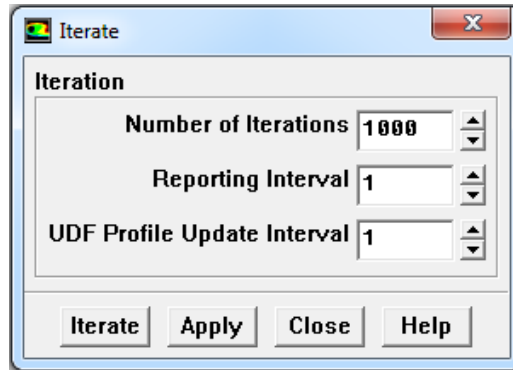 Iterate
Iteration
Number of Iterations 1000
Reporting Interval 1
UDF Profile Update Interval 1
Iterate Apply Close Help